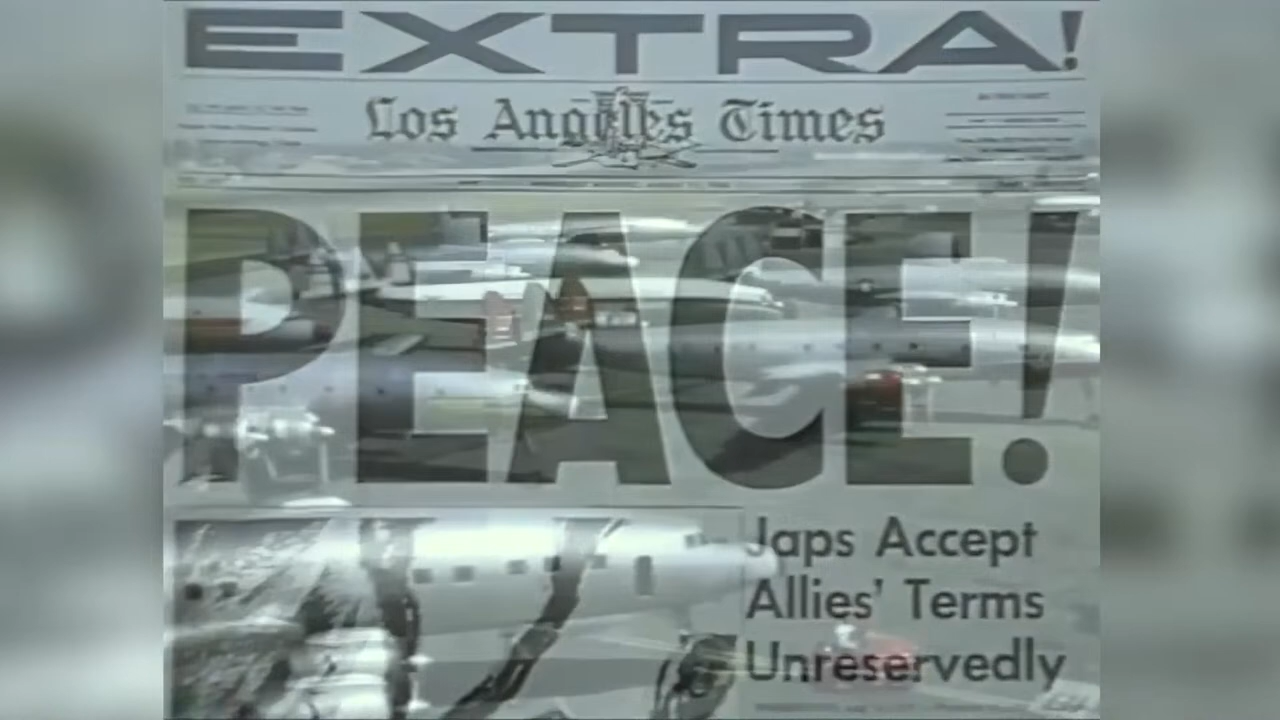 EXTRA!
Los Angeles Times
PEACE!
Japs Accept
Allies' Terms
Unreservedly